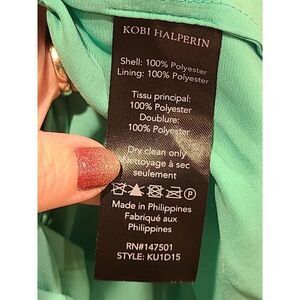 KOBI HALPERIN
Shell: 100% Polyester
Lining: 100% Polyester
Tissu principal:
100% Polyester
Doublure:
100% Polyester
Dry clean only
Nettoyage à sec
seulement
Made in
Philippines
Fabriqué aux
Philippines
RN#147501
STYLE: KU1D15